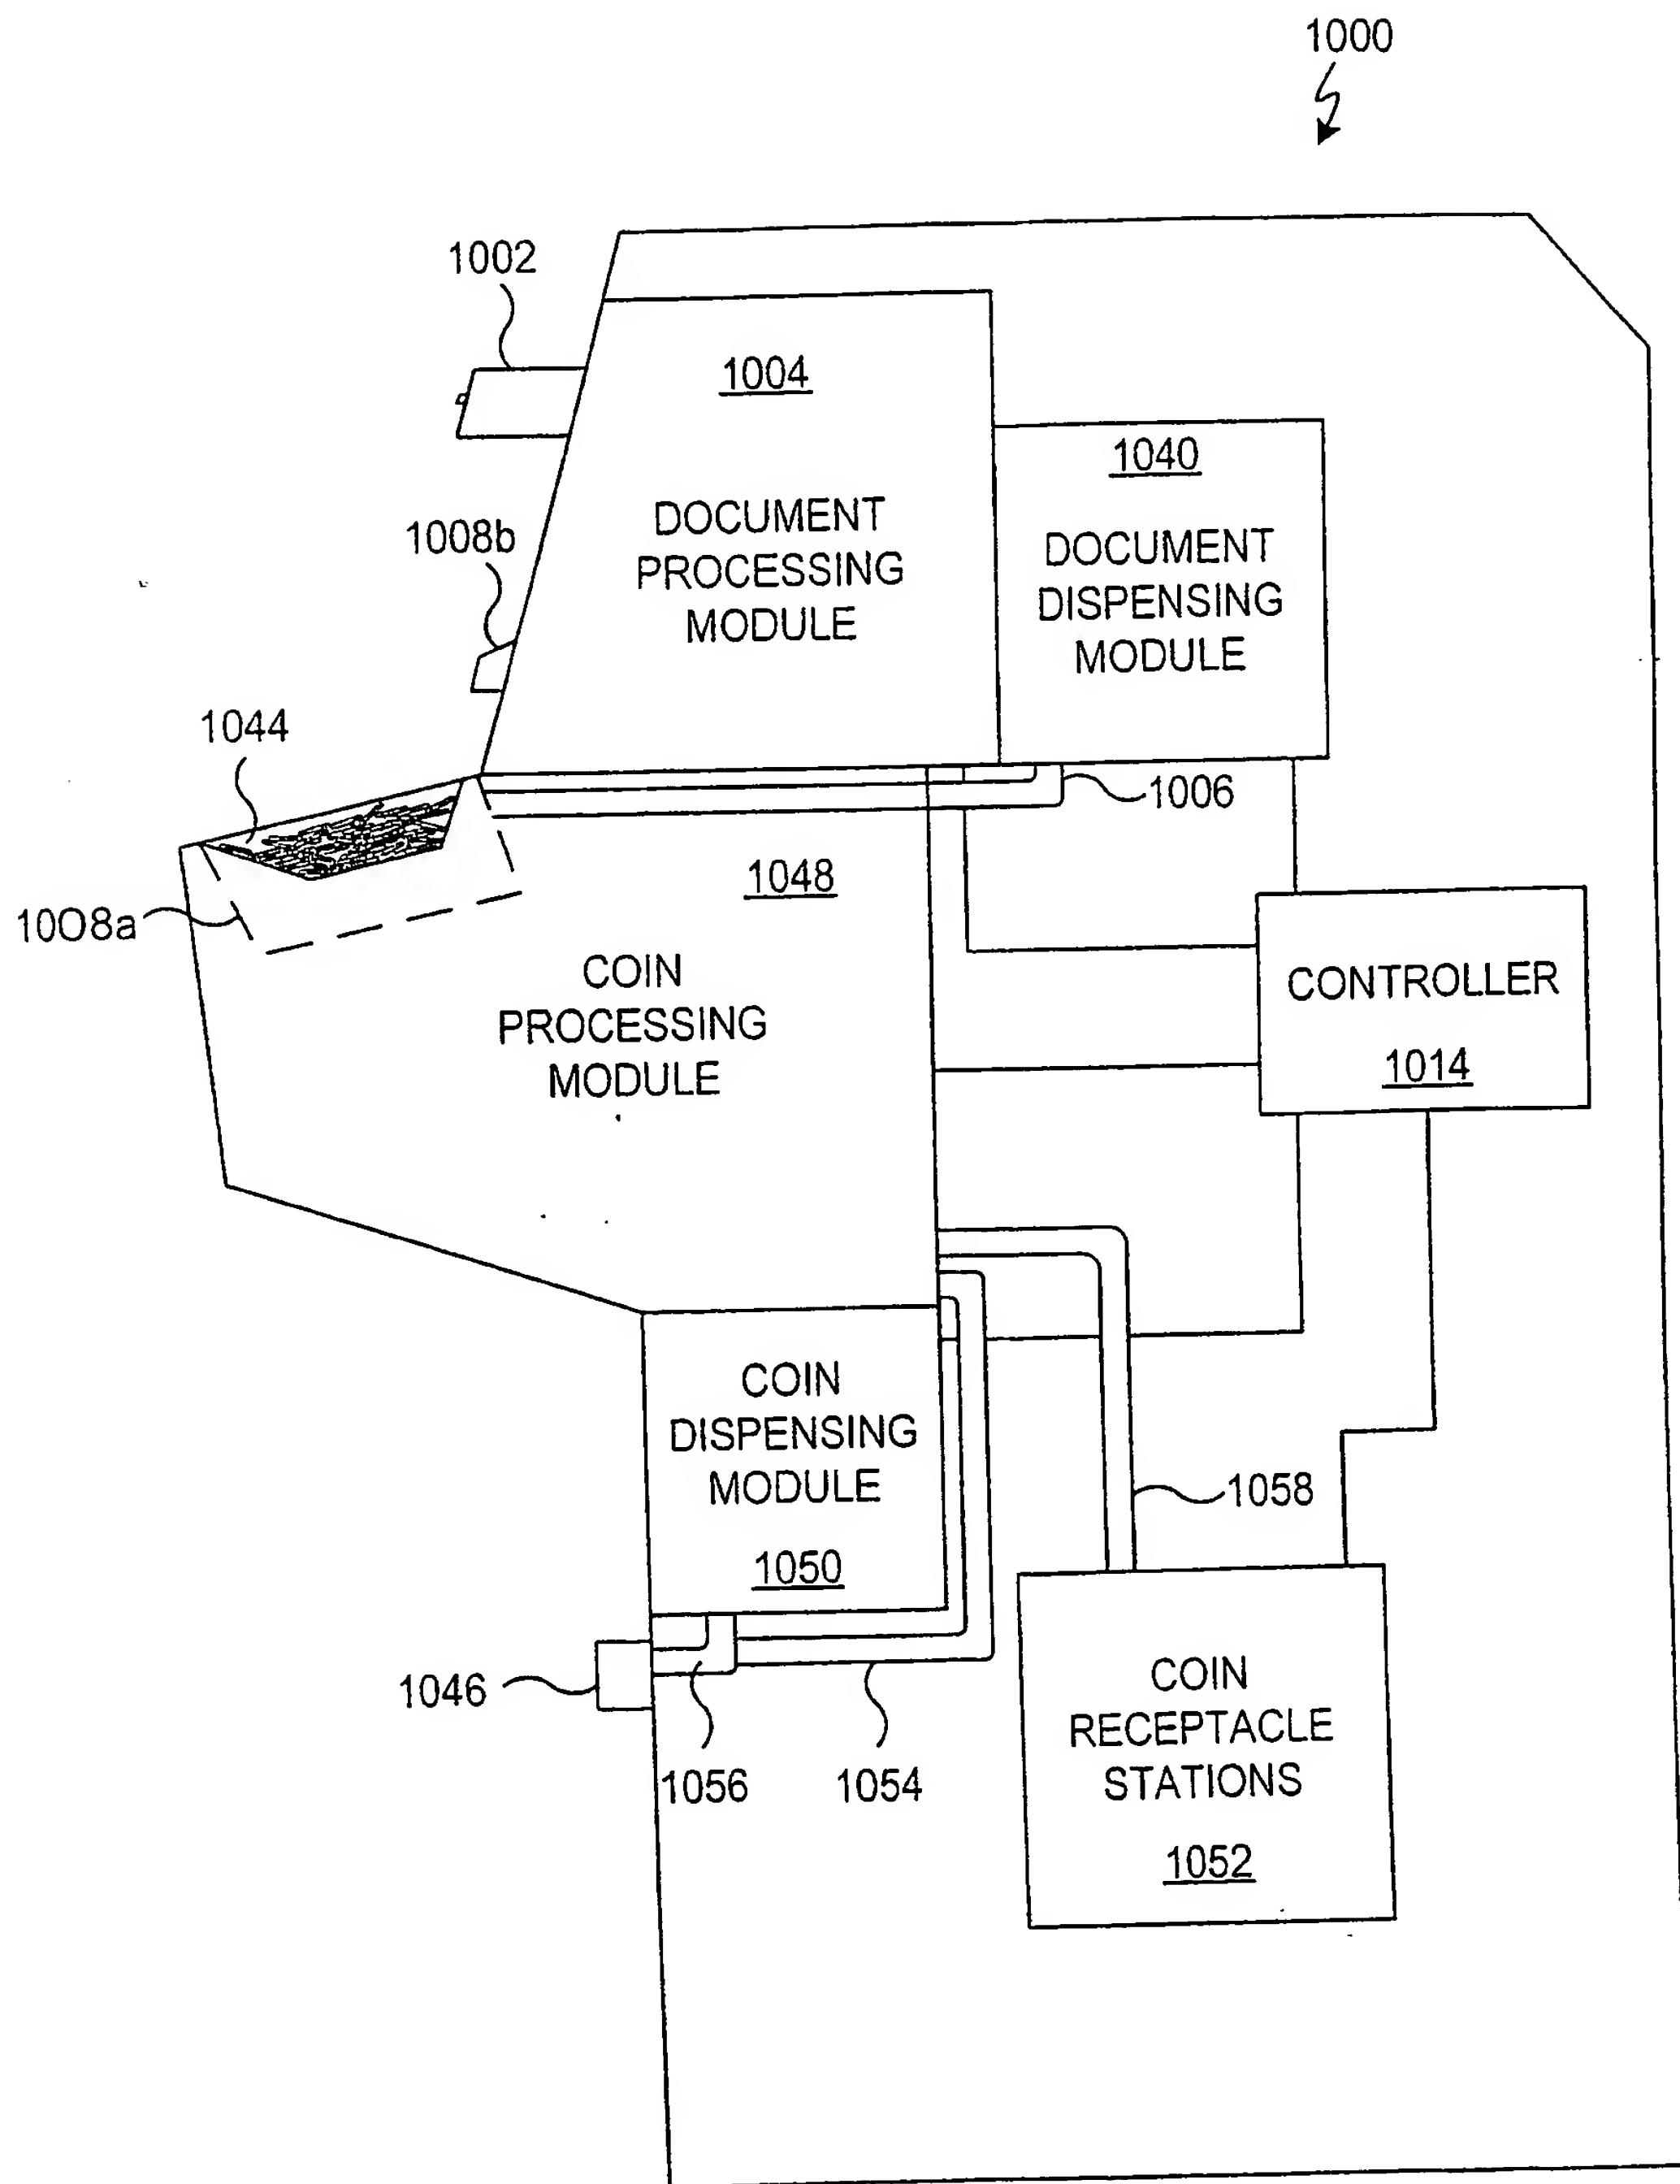 1000
1002
1004
DOCUMENT
PROCESSING
MODULE
1040
DOCUMENT
DISPENSING
MODULE
1008b
1044
1006
1008a
1048
COIN
PROCESSING
MODULE
CONTROLLER
1014
COIN
DISPENSING
MODULE
1050
1058
1046
1056
1054
COIN
RECEPTACLE
STATIONS
1052